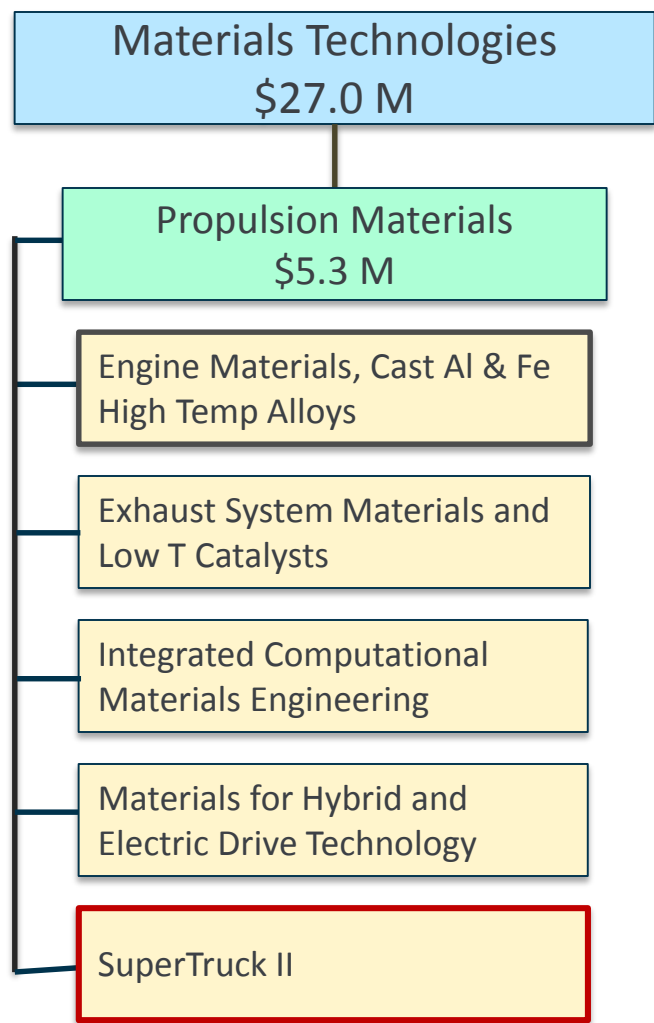 Materials Technologies
$27.0 M
Propulsion Materials
$5.3 M
Engine Materials, Cast Al & Fe
High Temp Alloys
Exhaust System Materials and
Low T Catalysts
Integrated Computational
Materials Engineering
Materials for Hybrid and
Electric Drive Technology
SuperTruck II